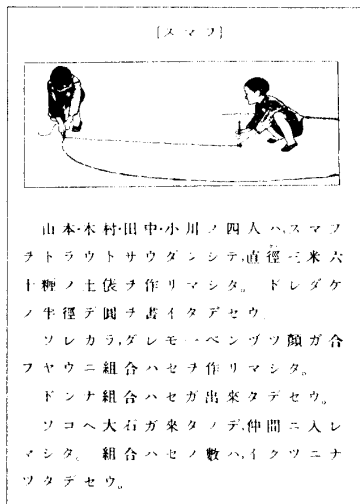 [スマフ]
山本・木村・田中・小川ノ四人ハ、スマフ
ヲトラウトサウダンシテ、直徑三米六
十糎ノ土俵ヲ作リマシタ。ドレダケ
ノ半徑デ圓ヲ書イタデセウ。
ソレカラ、ダレモ一ペンヅツ顏ガ合
フヤウニ組合ハセヲ作リマシタ。
ドンナ組合ハセガ出來タデセウ。
ソコヘ大石ガ來タノデ、仲間ニ入レ
マシタ。組合ハセノ數ハ、イクツニナ
ツタデセウ。